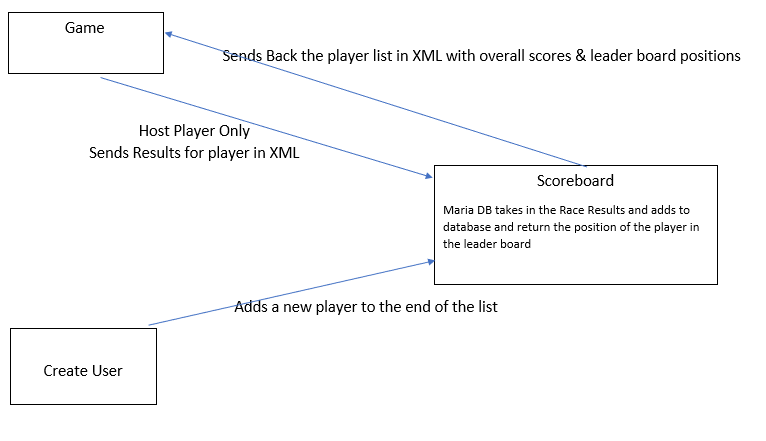 Game
Sends Back the player list in XML with overall scores & leader board positions
Host Player Only
Sends Results for player in XML
Scoreboard
Maria DB takes in the Race Results and adds to
database and return the position of the player in
the leader board
Adds a new player to the end of the list
Create User